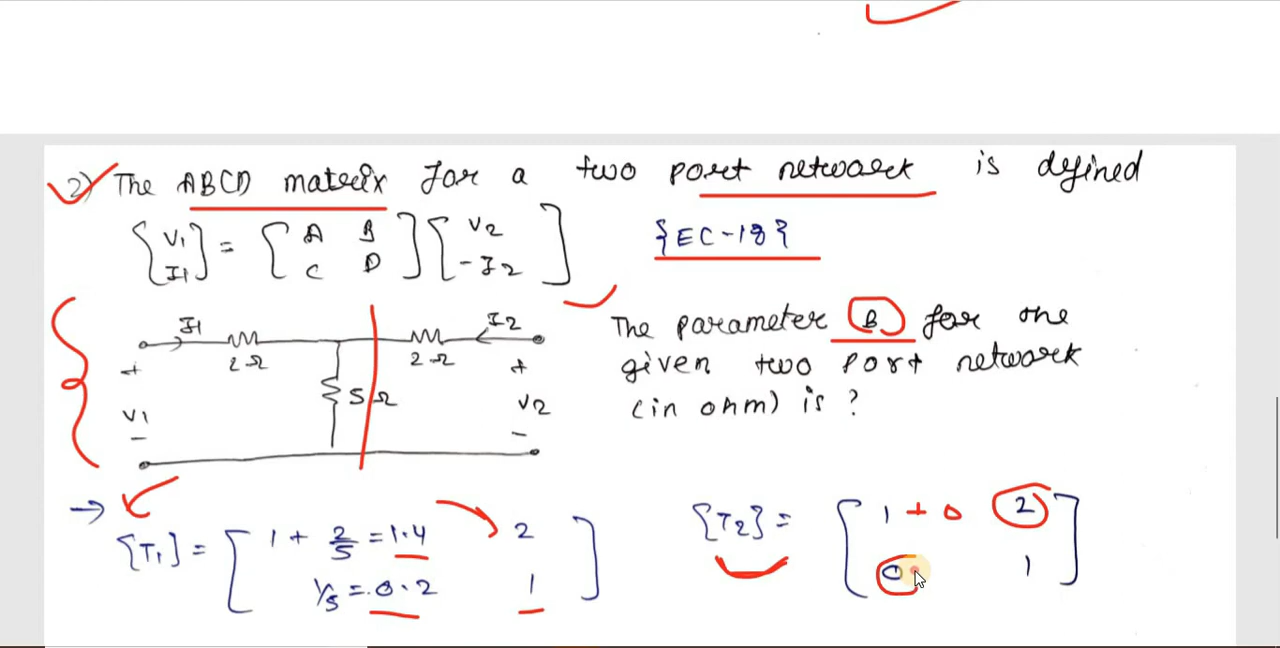 2) The ABCD matrix for a two port network is defined
[V1 I1] = [A B C D] [V2 -I2] {EC-18}
I1 2Ω 2Ω I2
The parameter B for the
given two port network
(in ohm) is ?
+ V1 - 5Ω + V2 -
→ [T1] = [1 + 2/5 = 1.4 2
1/5 = 0.2 1]
[T2] = [1 + 0 2
0 1]